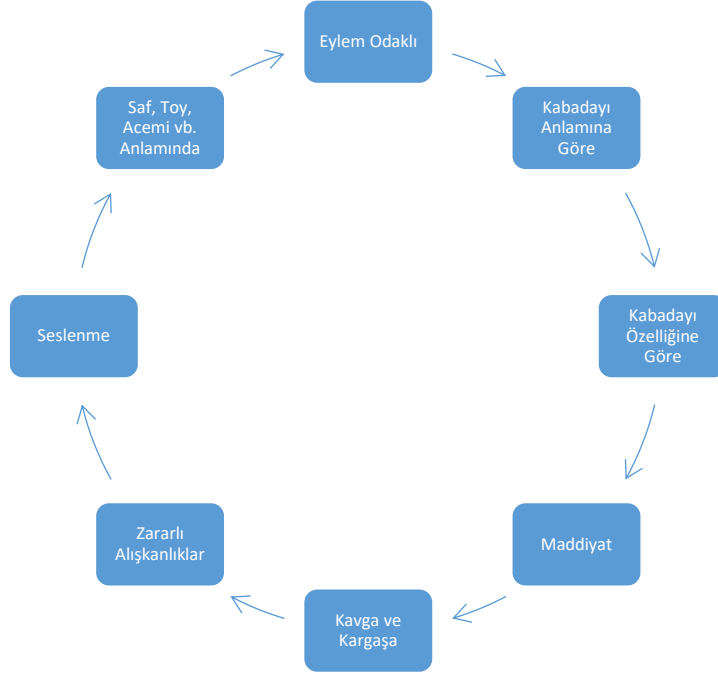 Eylem Odaklı
Kabadayı
Anlamına
Göre
Kabadayı
Özelliğine
Göre
Maddiyat
Kavga ve
Kargaşa
Zararlı
Alışkanlıklar
Seslenme
Saf, Toy,
Acemi vb.
Anlamında